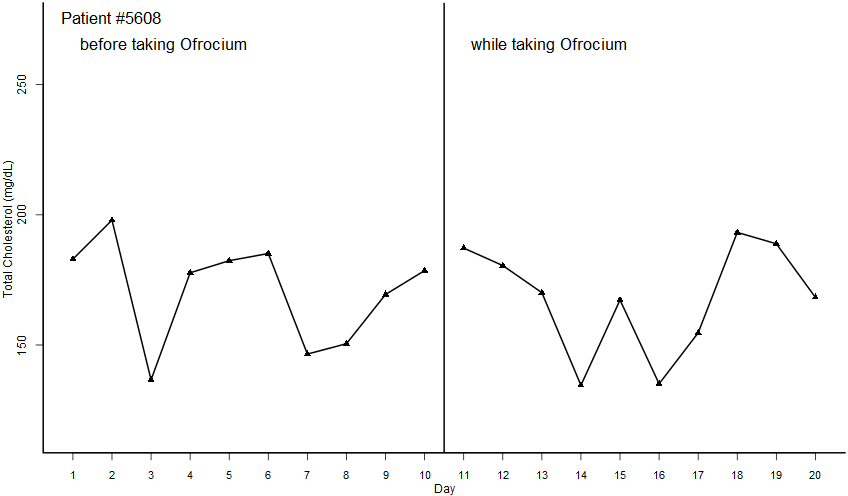 Patient #5608
before taking Ofrocium
while taking Ofrocium
250
200
150
Total Cholesterol (mg/dL)
1 2 3 4 5 6 7 8 9 10 11 12 13 14 15 16 17 18 19 20
Day